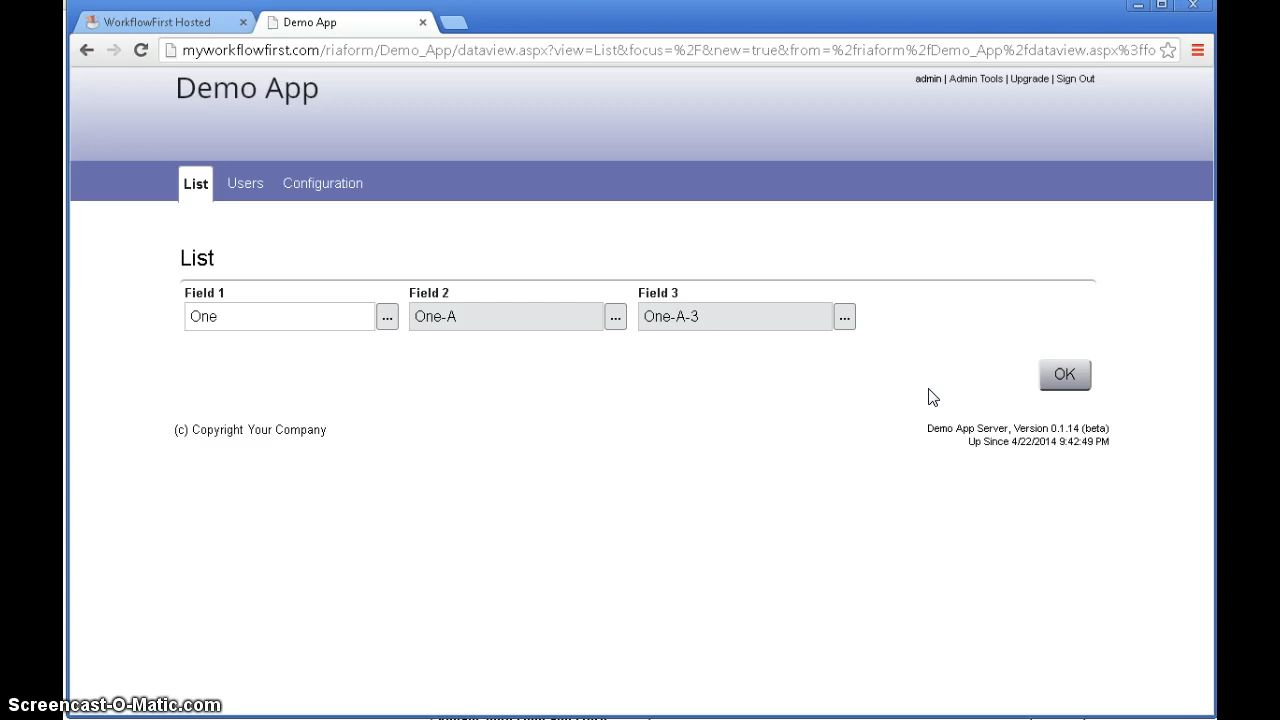 WorkflowFirst Hosted
Demo App
myworkflowfirst.com/riaform/Demo_App/dataview.aspx?view=List&focus=%2F&new=true&from=%2friaform%2fDemo_App%2fdataview.aspx%3ffo
Demo App
admin | Admin Tools | Upgrade | Sign Out
List Users Configuration
List
Field 1 Field 2 Field 3
One ... One-A ... One-A-3 ...
OK
(c) Copyright Your Company
Demo App Server, Version 0.1.14 (beta)
Up Since 4/22/2014 9:42:49 PM
Screencast-O-Matic.com